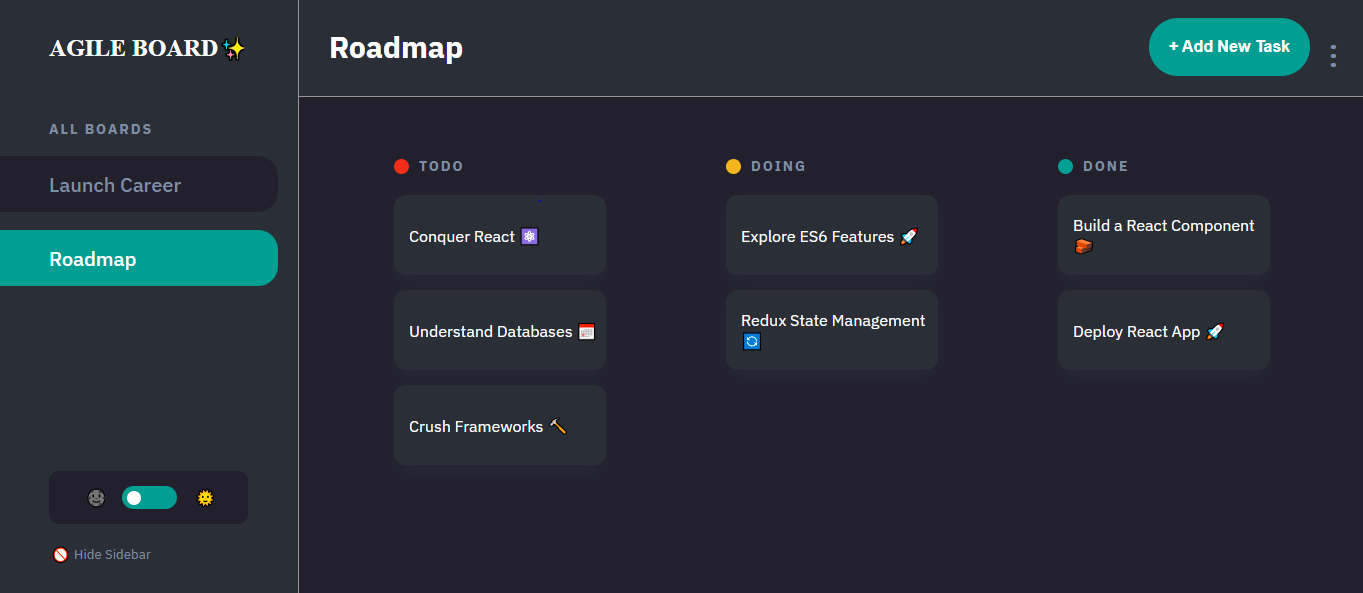 AGILE BOARD✨
ALL BOARDS
Launch Career
Roadmap
Hide Sidebar
Roadmap
+ Add New Task
TODO
Conquer React ⚛️
Understand Databases 📅
Crush Frameworks 🔨
DOING
Explore ES6 Features 🚀
Redux State Management
🔄
DONE
Build a React Component
🧱
Deploy React App 🚀